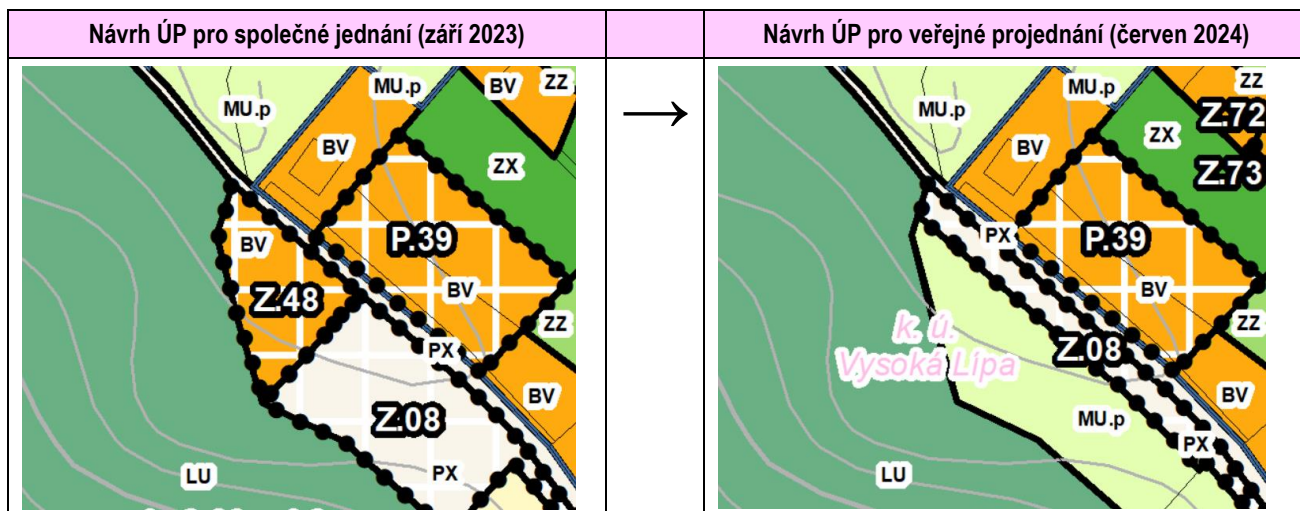 Návrh ÚP pro společné jednání (září 2023)
→
Návrh ÚP pro veřejné projednání (červen 2024)
MU.p
MU.p
BV
ZZ
BV
ZX
BV
P.39
Z.48
BV
ZZ
PX
BV
Z.08
LU
PX
MU.p
MU.p
ZZ
Z.72
ZX
BV
Z.73
PX
P.39
BV
k. ú.
Vysoká Lípa
ZZ
Z.08
BV
MU.p
PX
LU